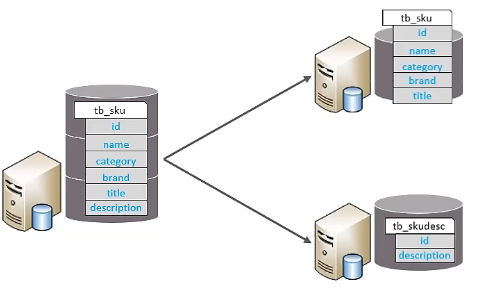 tb_sku
id
name
category
brand
title
description
tb_sku
id
name
category
brand
title
tb_skudesc
id
description